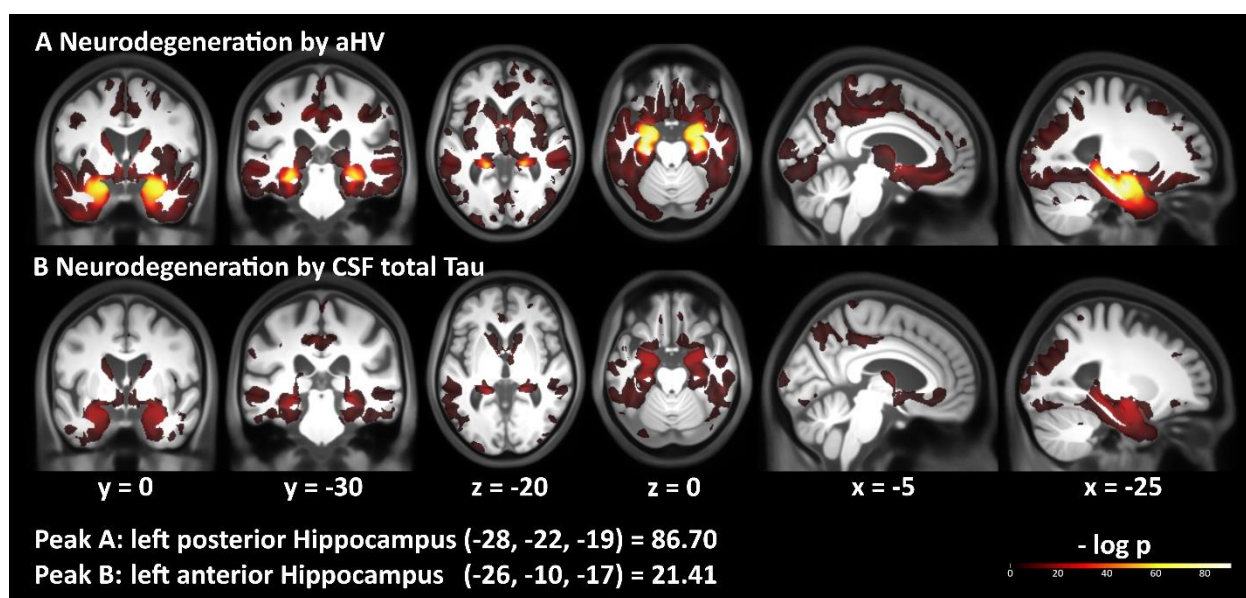 A Neurodegeneration by aHV
B Neurodegeneration by CSF total Tau
y = 0 y = -30 z = -20 z = 0 x = -5 x = -25
Peak A: left posterior Hippocampus (-28, -22, -19) = 86.70
Peak B: left anterior Hippocampus (-26, -10, -17) = 21.41
- log p
0 20 40 60 80